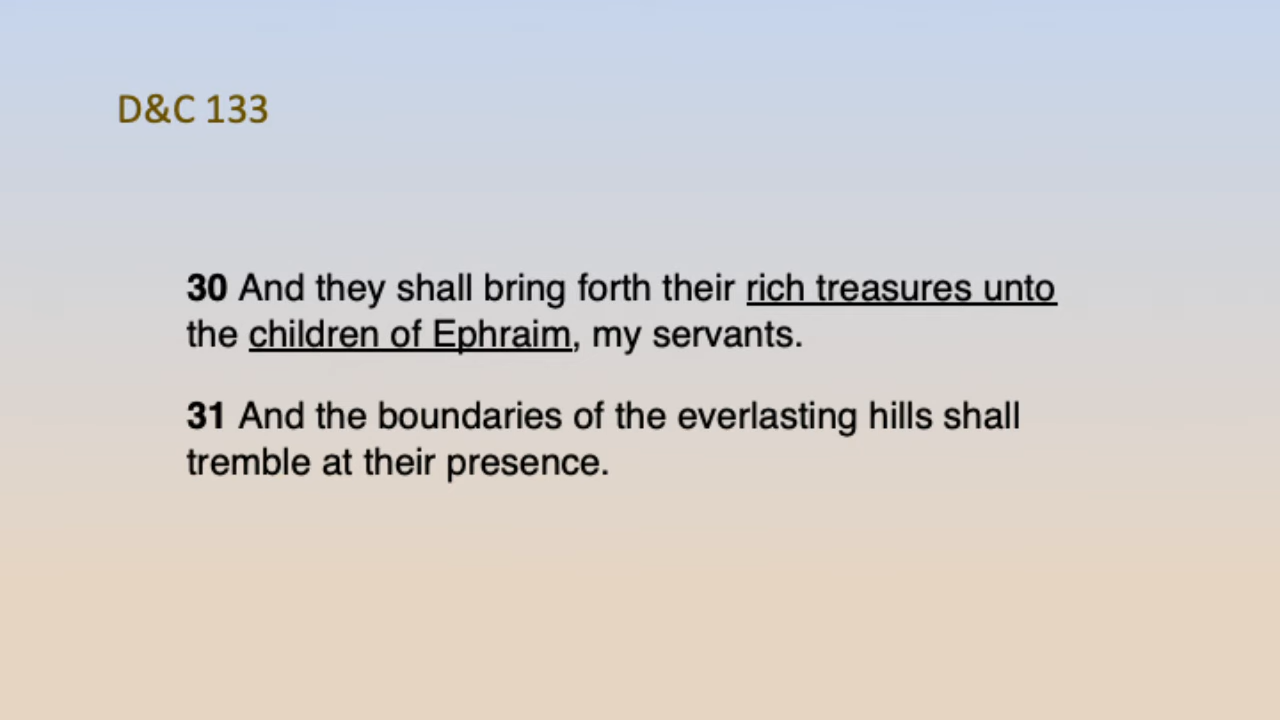 D&C 133
30 And they shall bring forth their rich treasures unto
the children of Ephraim, my servants.
31 And the boundaries of the everlasting hills shall
tremble at their presence.